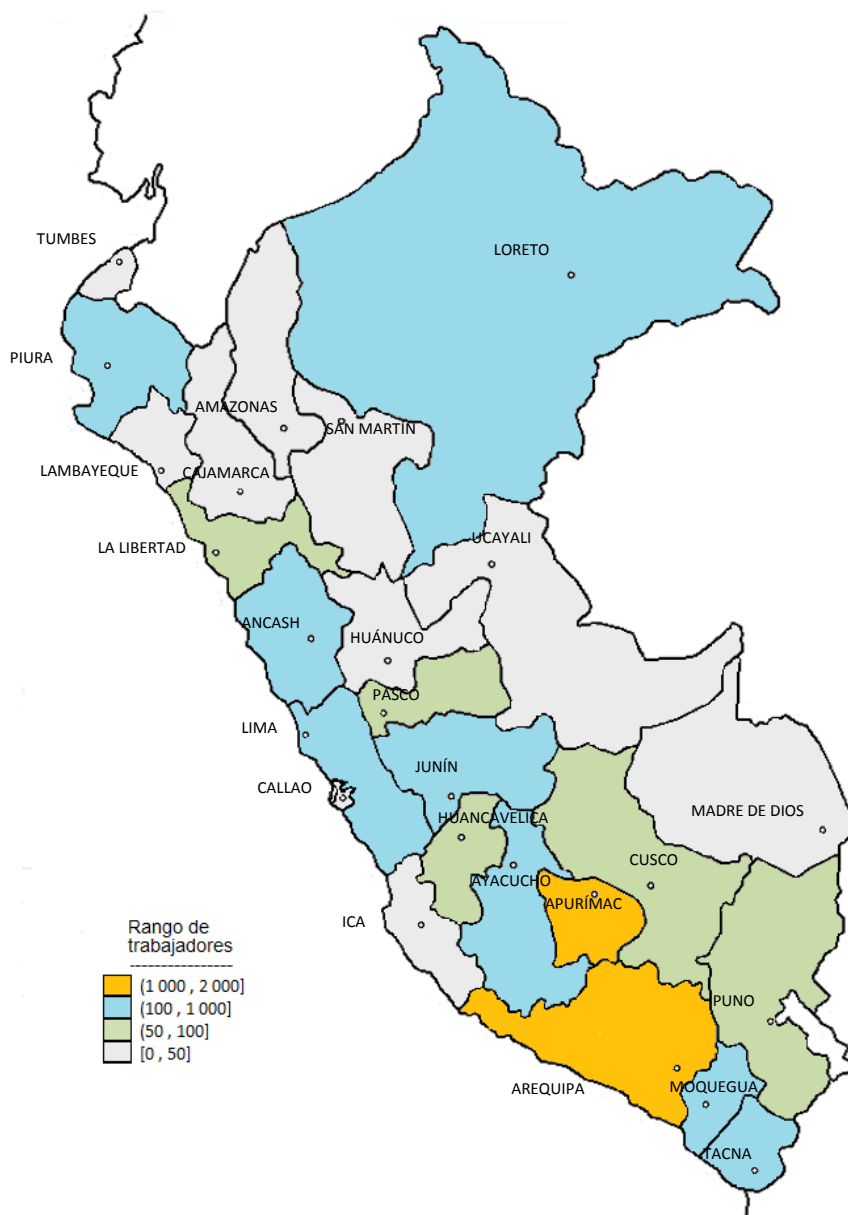 TUMBES
LORETO
PIURA
AMAZONAS
SAN MARTÍN
LAMBAYEQUE
CAJAMARCA
LA LIBERTAD
UCAYALI
ANCASH
HUÁNUCO
PASCO
LIMA
JUNÍN
CALLAO
MADRE DE DIOS
HUANCAVELICA
CUSCO
AYACUCHO
APURÍMAC
ICA
Rango de
trabajadores
----------------
(1 000 , 2 000]
(100 , 1 000]
(50 , 100]
[0 , 50]
PUNO
AREQUIPA
MOQUEGUA
TACNA